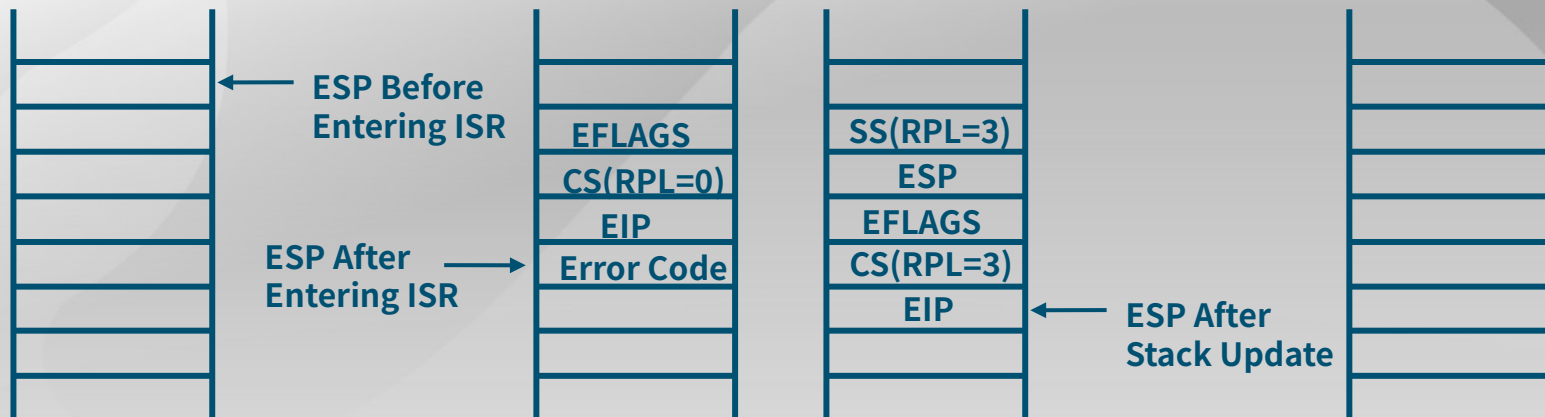 ESP Before
Entering ISR
EFLAGS
CS(RPL=0)
EIP
Error Code
ESP After
Entering ISR
SS(RPL=3)
ESP
EFLAGS
CS(RPL=3)
EIP
ESP After
Stack Update